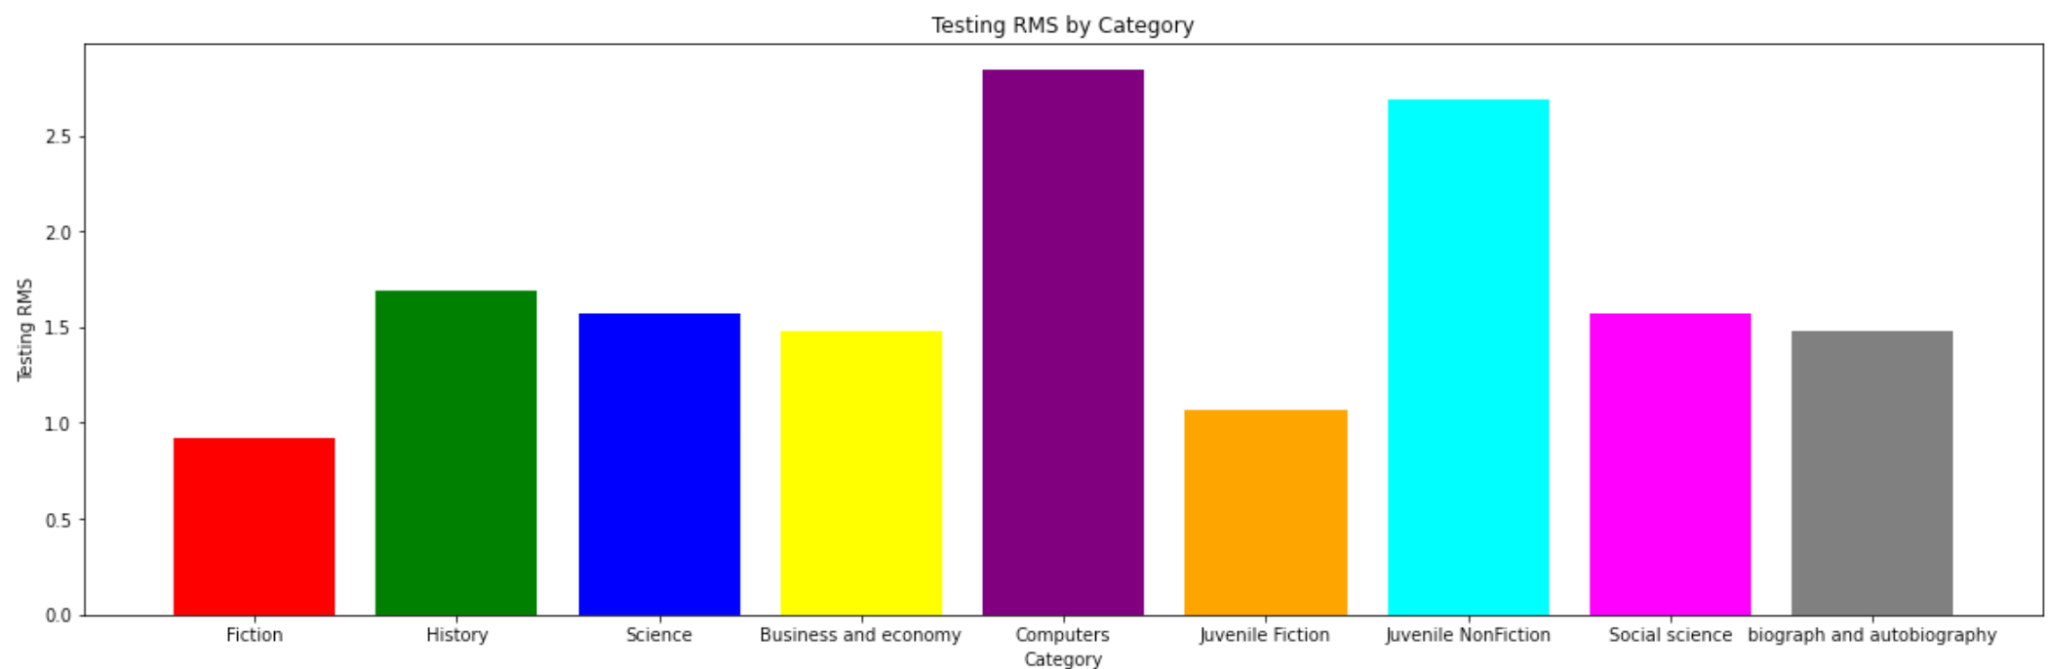 Testing RMS by Category
Testing RMS
2.5
2.0
1.5
1.0
0.5
0.0
Fiction History Science Business and economy Computers Juvenile Fiction Juvenile NonFiction Social science biograph and autobiography
Category